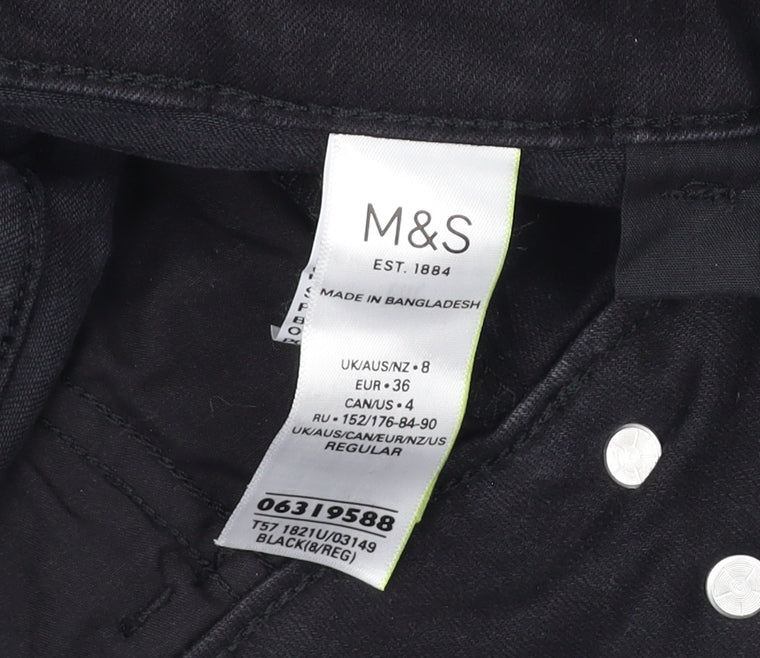 M&S
EST. 1884
MADE IN BANGLADESH
UK/AUS/NZ • 8
EUR • 36
CAN/US • 4
RU • 152/176-84-90
UK/AUS/CAN/EUR/NZ/US
REGULAR
06319588
T57 1821U/03149
BLACK(8/REG)